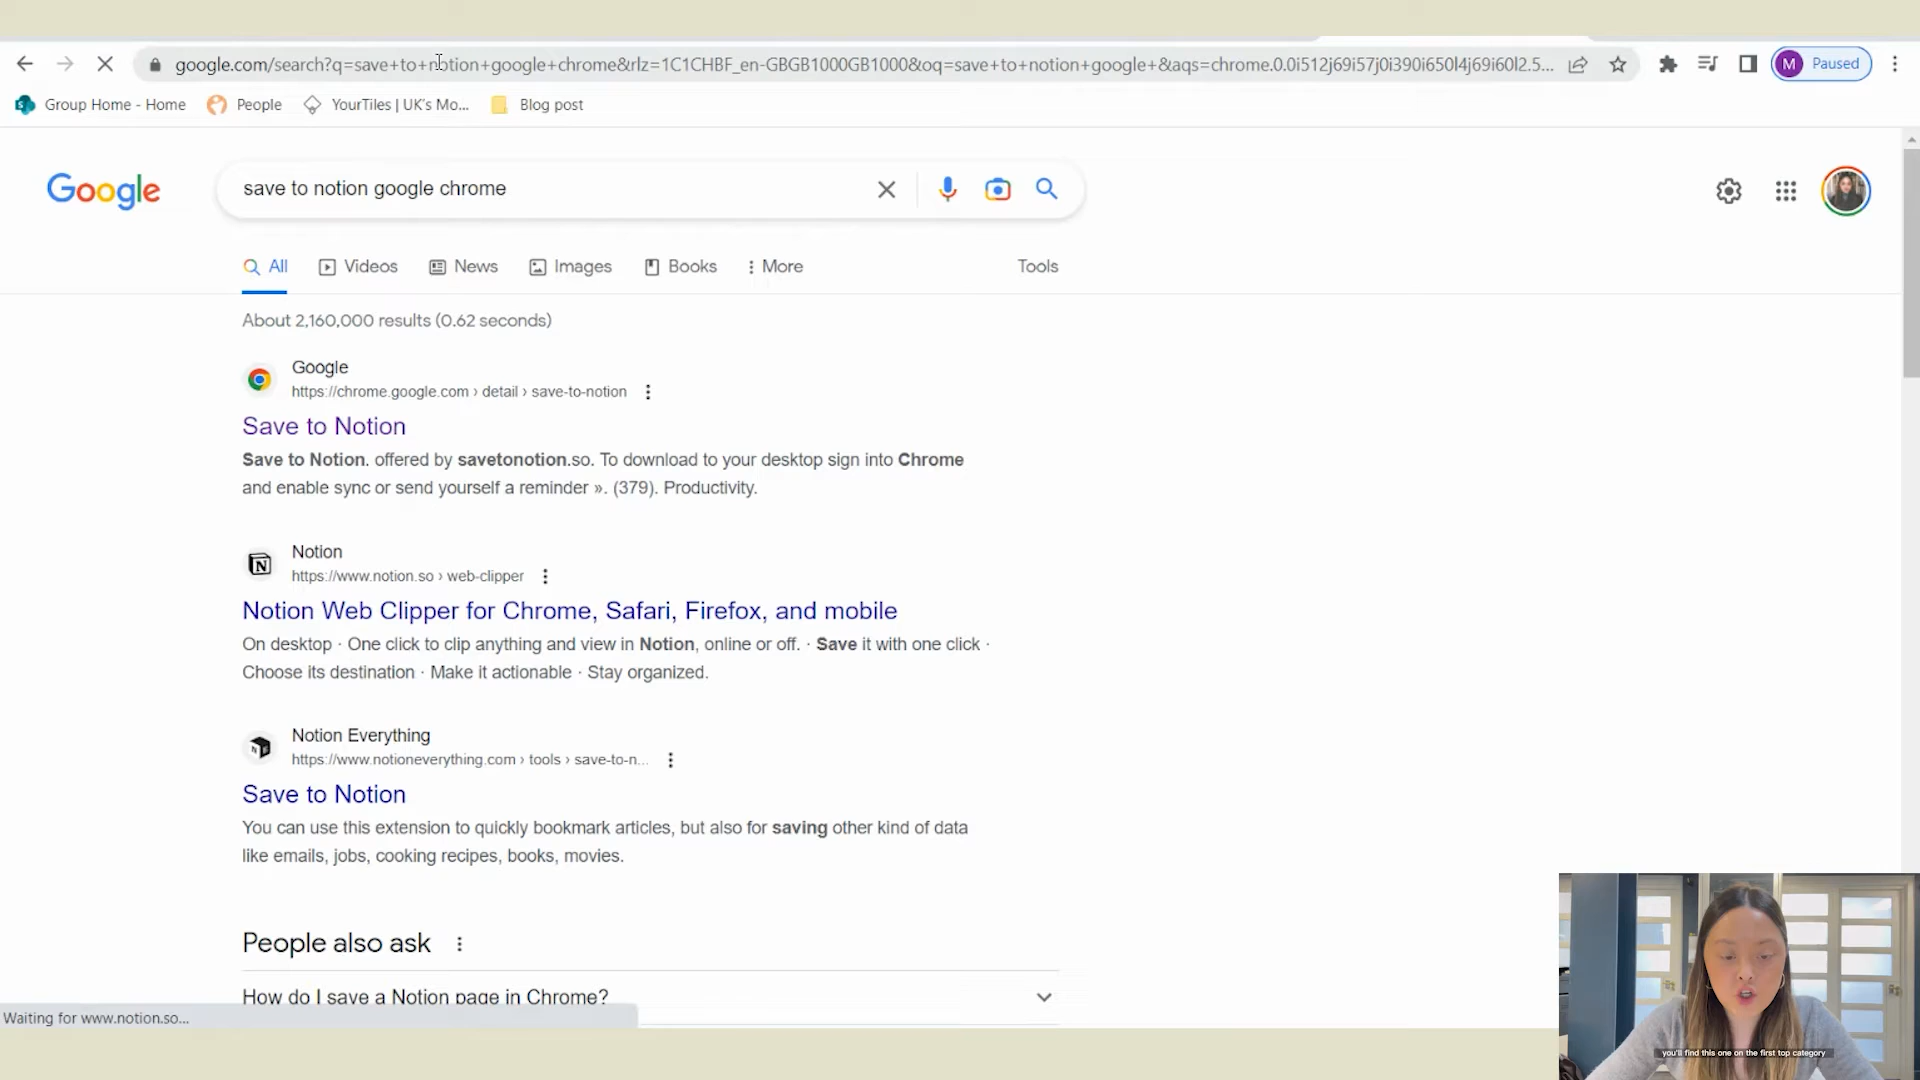 google.com/search?q=save+to+notion+google+chrome&rlz=1C1CHBF_en-GBGB1000GB1000&oq=save+to+notion+google+&aqs=chrome.0.0i512j69i57j0i390i650l4j69i60l2.5...
M Paused
Group Home - Home People YourTiles | UK's Mo... Blog post
Google
save to notion google chrome
All Videos News Images Books More Tools
About 2,160,000 results (0.62 seconds)
Google
https://chrome.google.com › detail › save-to-notion
Save to Notion
Save to Notion. offered by savetonotion.so. To download to your desktop sign into Chrome
and enable sync or send yourself a reminder ». (379). Productivity.
Notion
https://www.notion.so › web-clipper
Notion Web Clipper for Chrome, Safari, Firefox, and mobile
On desktop · One click to clip anything and view in Notion, online or off. · Save it with one click ·
Choose its destination · Make it actionable · Stay organized.
Notion Everything
https://www.notioneverything.com › tools › save-to-n...
Save to Notion
You can use this extension to quickly bookmark articles, but also for saving other kind of data
like emails, jobs, cooking recipes, books, movies.
People also ask
How do I save a Notion page in Chrome?
Waiting for www.notion.so...
you'll find this one on the first top category